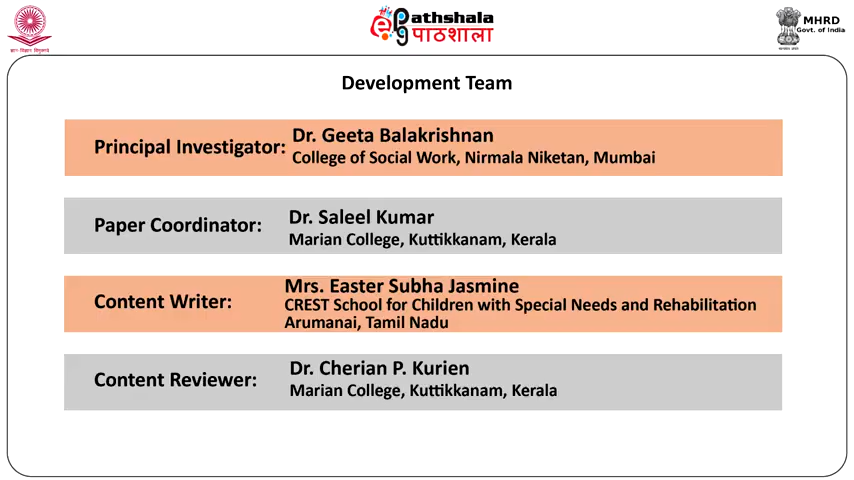 ज्ञान-विज्ञान विमुक्तये
e Pathshala
pg पाठशाला
MHRD
Govt. of India
Development Team
Principal Investigator:
Dr. Geeta Balakrishnan
College of Social Work, Nirmala Niketan, Mumbai
Paper Coordinator:
Dr. Saleel Kumar
Marian College, Kuttikkanam, Kerala
Content Writer:
Mrs. Easter Subha Jasmine
CREST School for Children with Special Needs and Rehabilitation
Arumanai, Tamil Nadu
Content Reviewer:
Dr. Cherian P. Kurien
Marian College, Kuttikkanam, Kerala